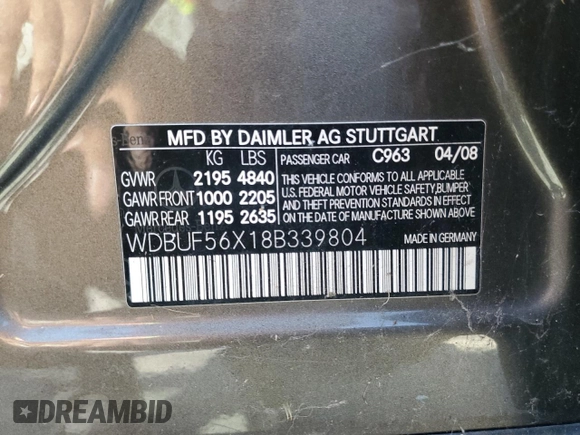 MFD BY DAIMLER AG STUTTGART
KG LBS
GVWR 2195 4840
GAWR FRONT 1000 2205
GAWR REAR 1195 2635
PASSENGER CAR C963 04/08
THIS VEHICLE CONFORMS TO ALL APPLICABLE
U.S. FEDERAL MOTOR VEHICLE SAFETY, BUMPER
AND THEFT PREVENTION STANDARDS IN EFFECT
ON THE DATE OF MANUFACTURE SHOWN ABOVE.
WDBUF56X18B339804 MADE IN GERMANY
DREAMBID